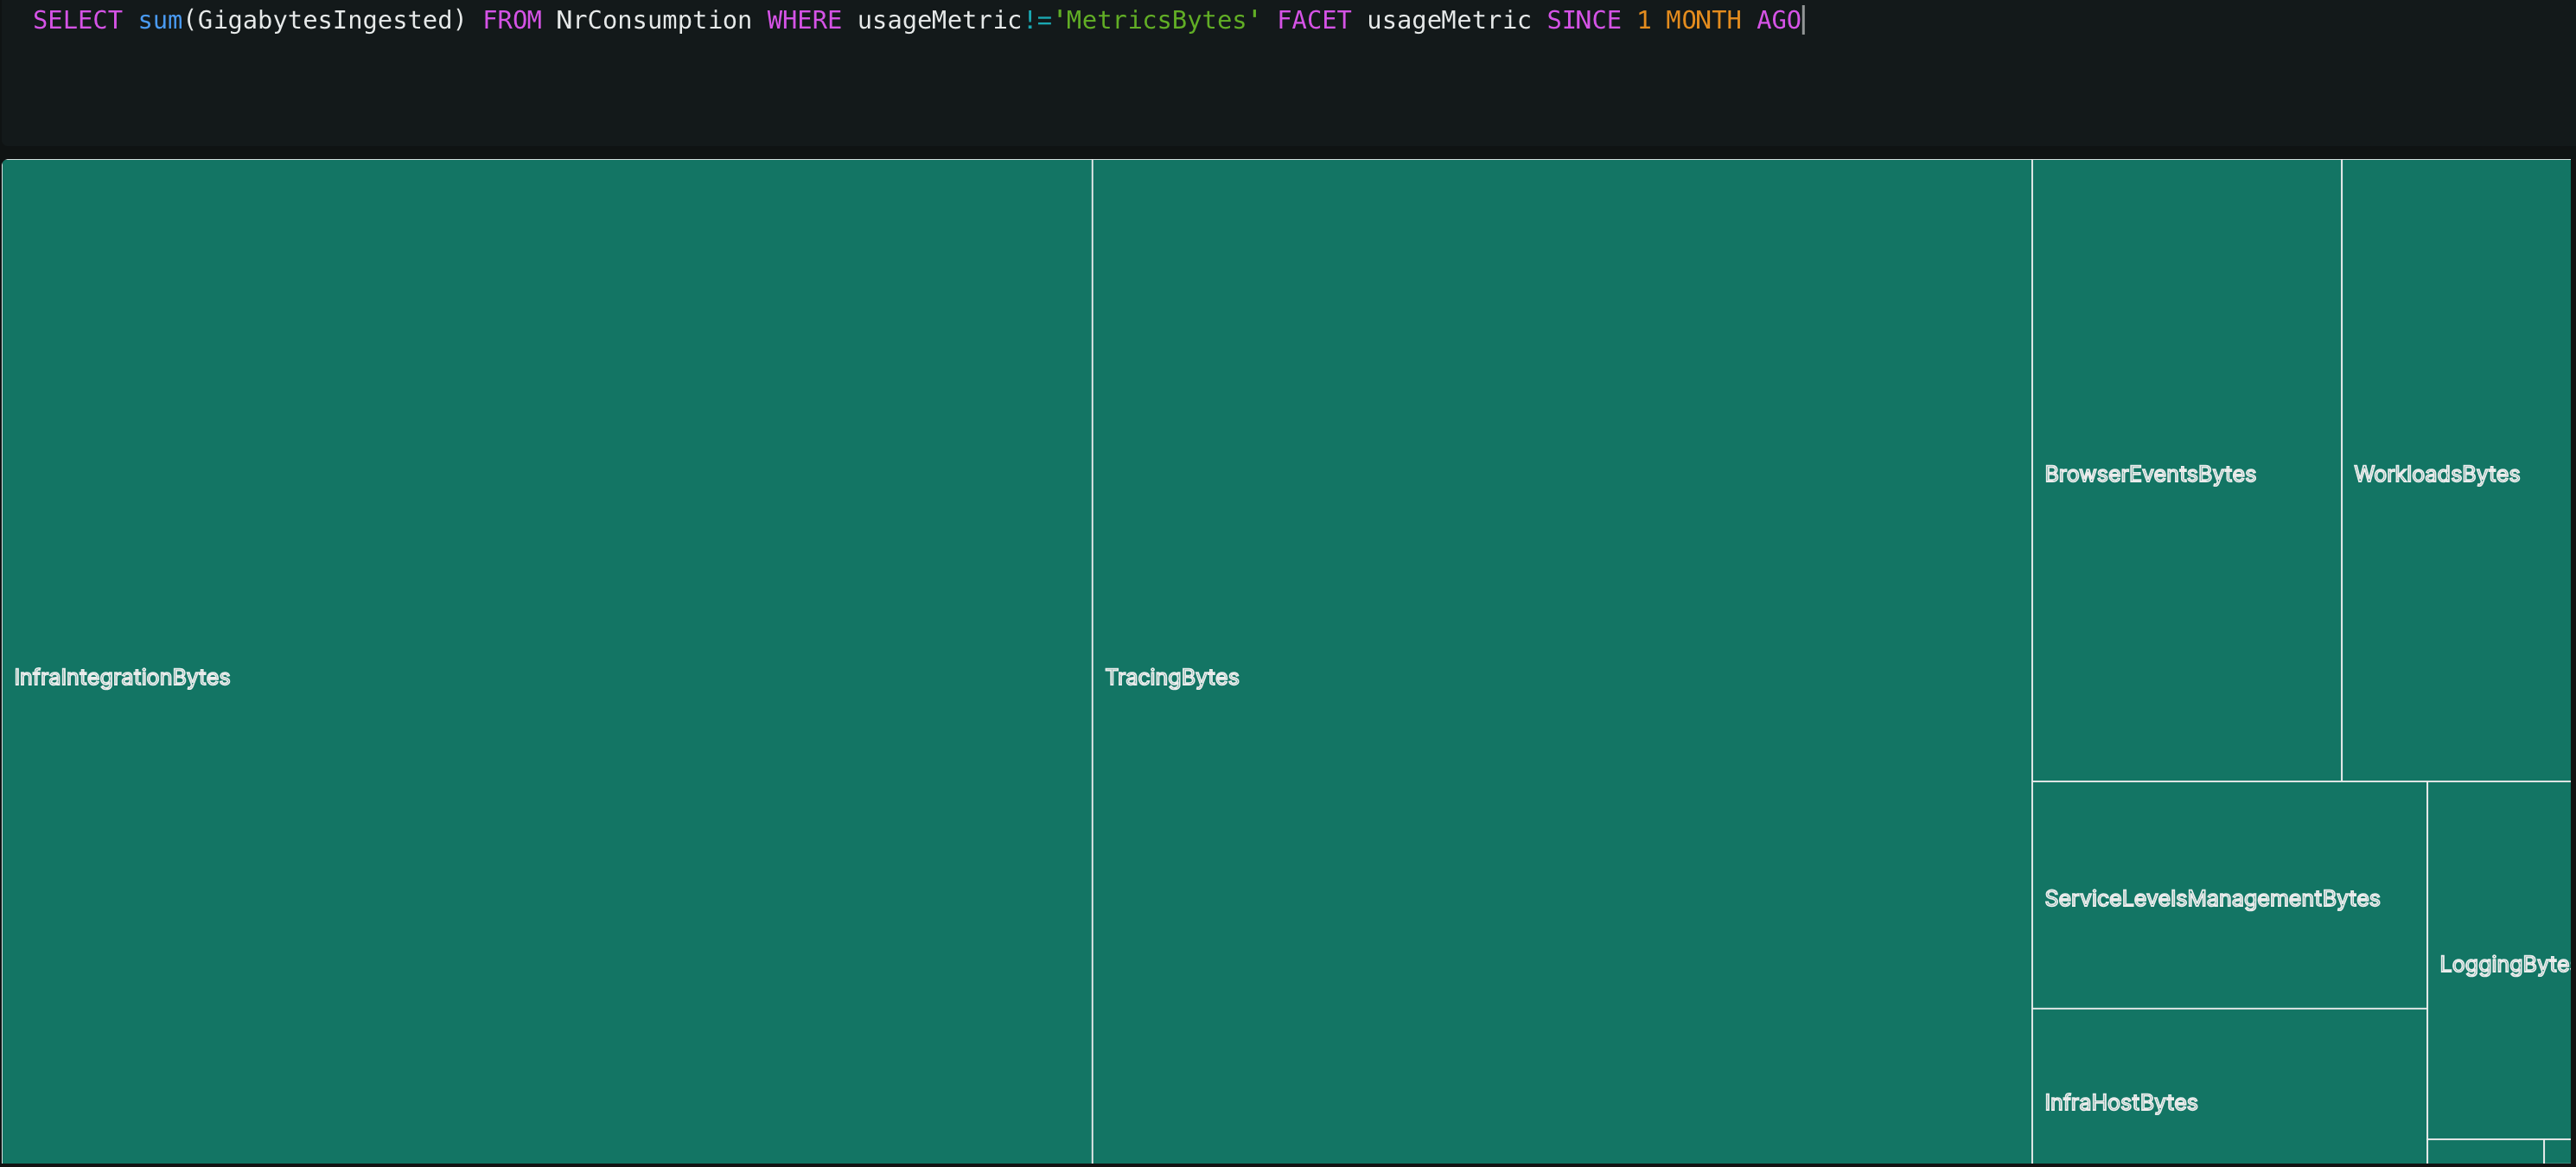 SELECT sum(GigabytesIngested) FROM NrConsumption WHERE usageMetric!='MetricsBytes' FACET usageMetric SINCE 1 MONTH AGO
InfraIntegrationBytes
TracingBytes
BrowserEventsBytes
WorkloadsBytes
ServiceLevelsManagementBytes
LoggingByte
InfraHostBytes